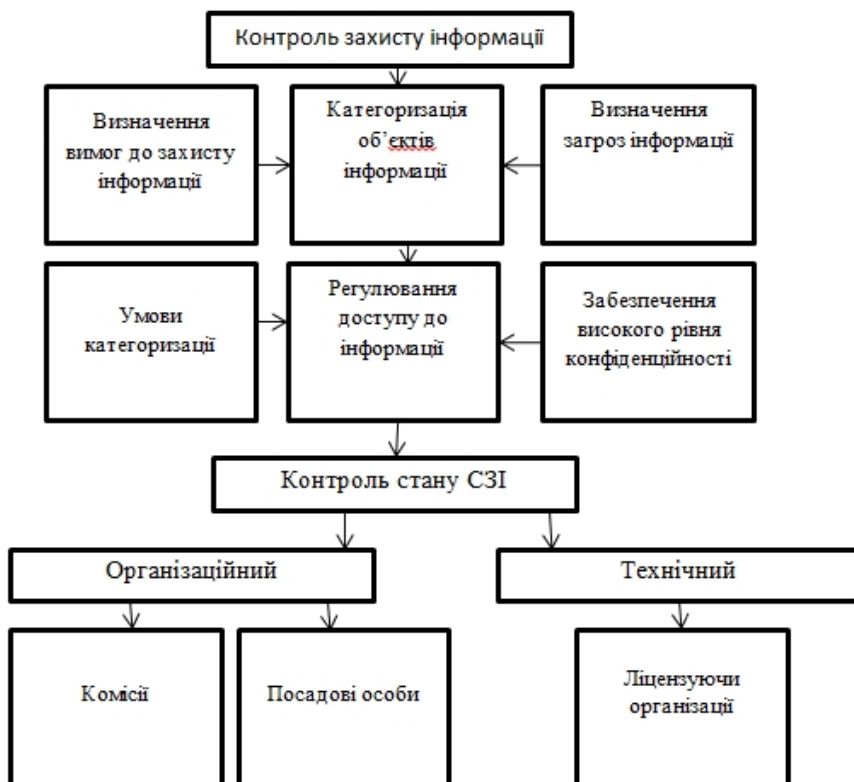 Контроль захисту інформації
Визначення
вимог до захисту
інформації
Категоризація
об’єктів
інформації
Визначення
загроз інформації
Умови
категоризації
Регулювання
доступу до
інформації
Забезпечення
високого рівня
конфіденційності
Контроль стану СЗІ
Організаційний
Технічний
Комісії
Посадові особи
Ліцензуючи
організації